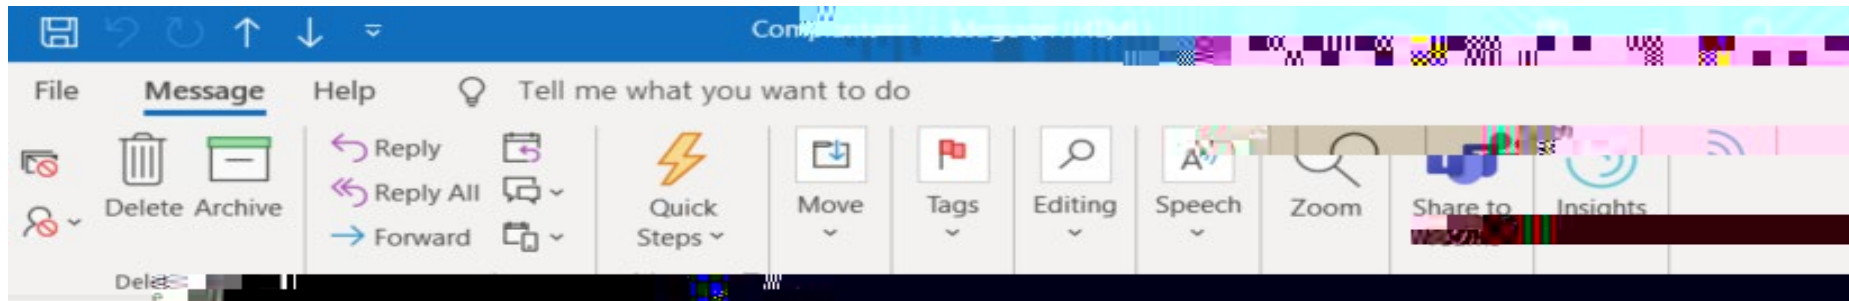 File Message Help Tell me what you want to do
Reply
Reply All
Delete Archive Quick Steps Move Tags Editing Speech Zoom Share to Insights
Forward